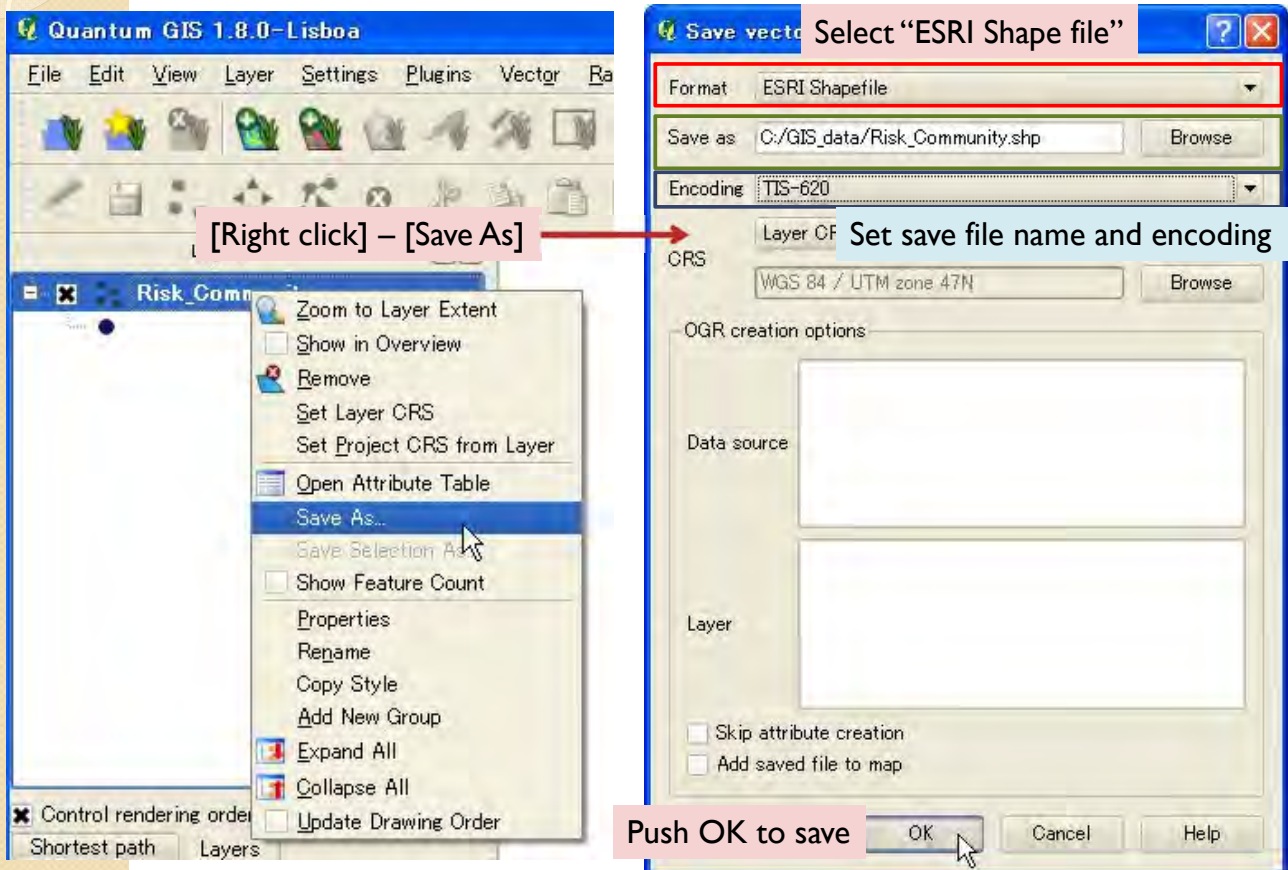 Quantum GIS 1.8.0-Lisboa
File Edit View Layer Settings Plugins Vector Ra
[Right click] – [Save As]
Risk_Comm
Zoom to Layer Extent
Show in Overview
Remove
Set Layer CRS
Set Project CRS from Layer
Open Attribute Table
Save As...
Save Selection As
Show Feature Count
Properties
Rename
Copy Style
Add New Group
Expand All
Collapse All
Update Drawing Order
Control rendering order
Shortest path Layers
Save vecto
Select “ESRI Shape file”
Format ESRI Shapefile
Save as C:/GIS_data/Risk_Community.shp Browse
Encoding TIS-620
Layer CR
Set save file name and encoding
CRS
WGS 84 / UTM zone 47N Browse
OGR creation options
Data source
Layer
Skip attribute creation
Add saved file to map
Push OK to save
OK Cancel Help